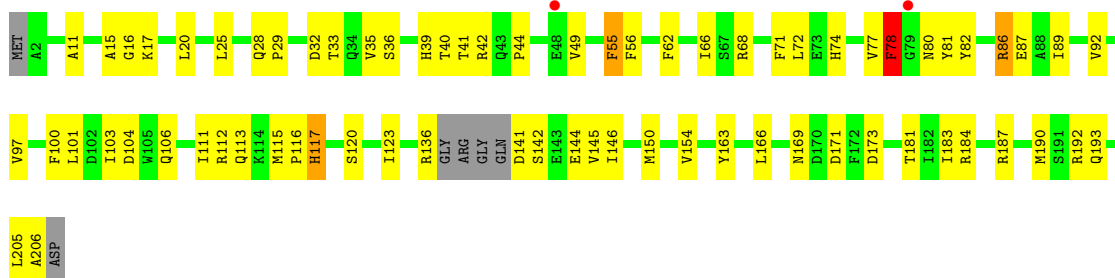 MET A2 A11 A15 G16 K17 L20 L25 Q28 P29 D32 T33 Q34 V35 S36 H39 T40 T41 R42 Q43 P44 E48 V49 F55 F56 F62 I66 S67 R68 F71 L72 E73 H74 V77 F78 G79 N80 Y81 Y82 R86 E87 A88 I89 V92
V97 F100 L101 D102 I103 D104 W105 Q106 I111 R112 Q113 K114 M115 P116 H117 S120 I123 R136 GLY ARG GLY GLN D141 S142 E143 E144 V145 I146 M150 V154 Y163 L166 N169 D170 D171 F172 D173 T181 I182 I183 R184 R187 M190 S191 R192 Q193
L205 A206 ASP